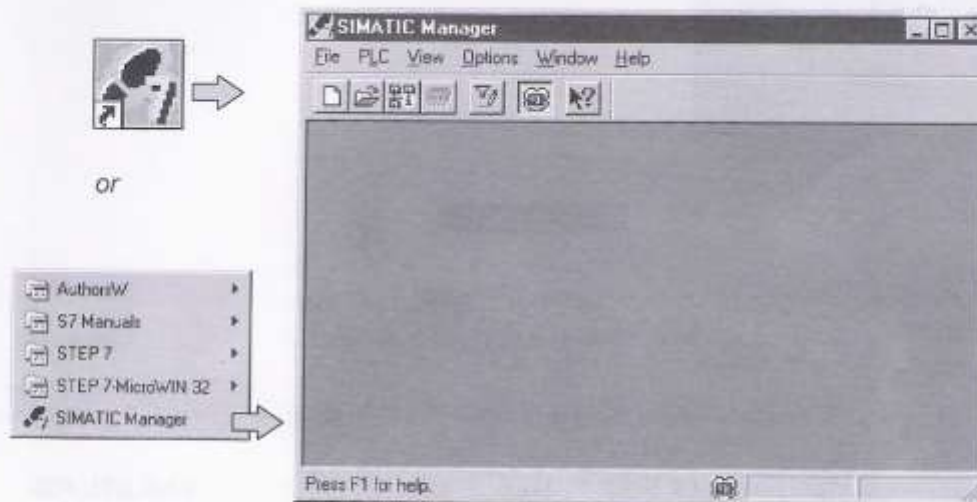 SIMATIC Manager
File PLC View Options Window Help
or
AuthorsW
S7 Manuals
STEP 7
STEP 7-MicroWIN 32
SIMATIC Manager
Press F1 for help.